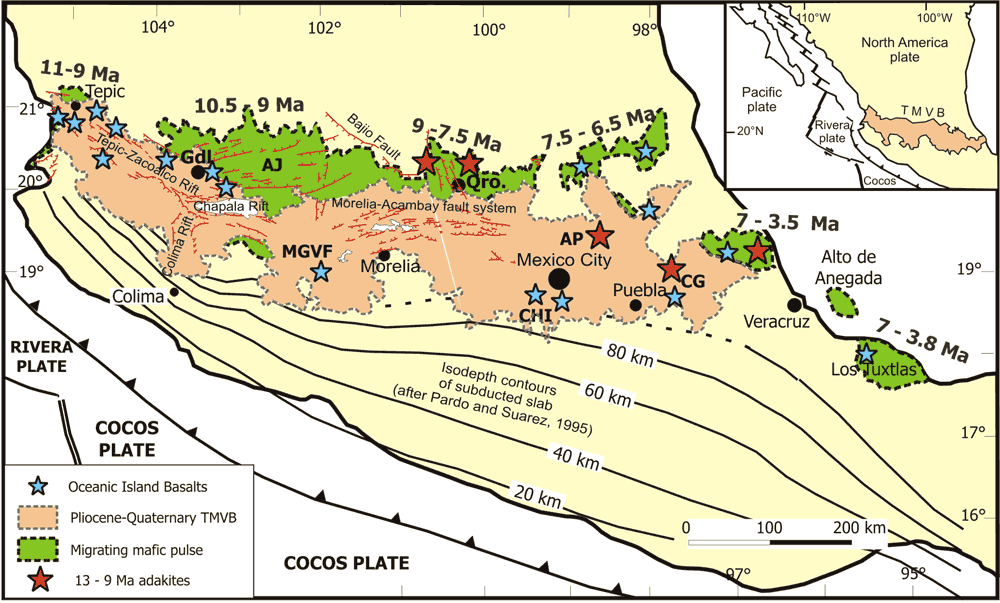 104°
102°
100°
98°
110°W
100°W
North America
plate
Pacific
plate
TMVB
20°N
Rivera
plate
Cocos
11-9 Ma
Tepic
21°
10.5 - 9 Ma
Bajio Fault
9 -7.5 Ma
7.5 - 6.5 Ma
Tepic-Zacoalco Rift
Gdl
AJ
Qro.
20°
Chapala Rift
Morelia-Acambay fault system
Colima Rift
7 - 3.5 Ma
AP
MGVF
Mexico City
Morelia
CG
Alto de
Anegada
19°
19°
Colima
Puebla
CHI
Veracruz
7 - 3.8 Ma
Los Tuxtlas
RIVERA
PLATE
80 km
Isodepth contours
of subducted slab
(after Pardo and Suarez, 1995)
60 km
COCOS
PLATE
40 km
17°
20 km
16°
Oceanic Island Basalts
Pliocene-Quaternary TMVB
Migrating mafic pulse
13 - 9 Ma adakites
COCOS PLATE
0 100 200 km
97°
95°